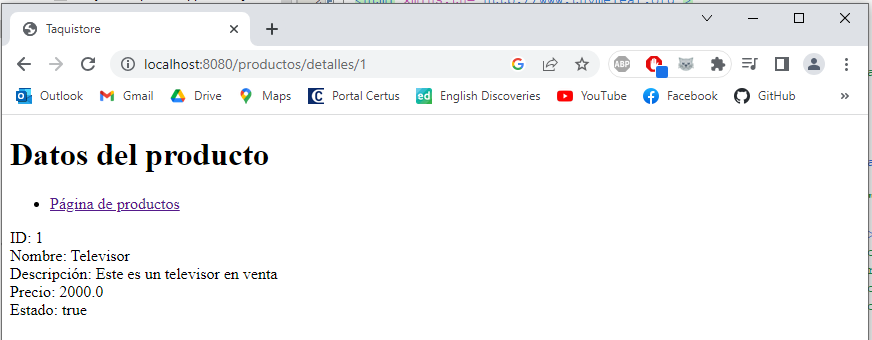 Taquistore
localhost:8080/productos/detalles/1
ABP
Outlook Gmail Drive Maps Portal Certus English Discoveries YouTube Facebook GitHub »
Datos del producto
• Página de productos
ID: 1
Nombre: Televisor
Descripción: Este es un televisor en venta
Precio: 2000.0
Estado: true